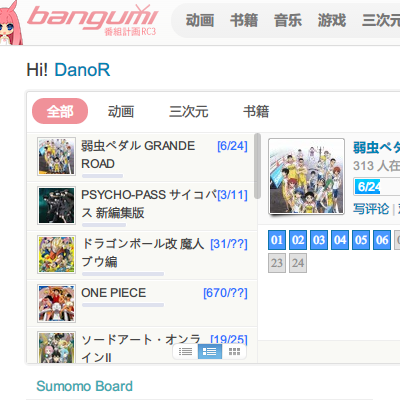 bangumi
番組計画RC3
动画 书籍 音乐 游戏 三次元
Hi! DanoR
全部 动画 三次元 书籍
弱虫ペダル GRANDE ROAD [6/24]
PSYCHO-PASS サイコパス 新編集版 [3/11]
ドラゴンボール改 魔人ブウ編 [31/??]
ONE PIECE [670/??]
ソードアート・オンラインII [19/25]
弱虫ペダ
313 人在
6/24
写评论 |
01 02 03 04 05 06
23 24
Sumomo Board